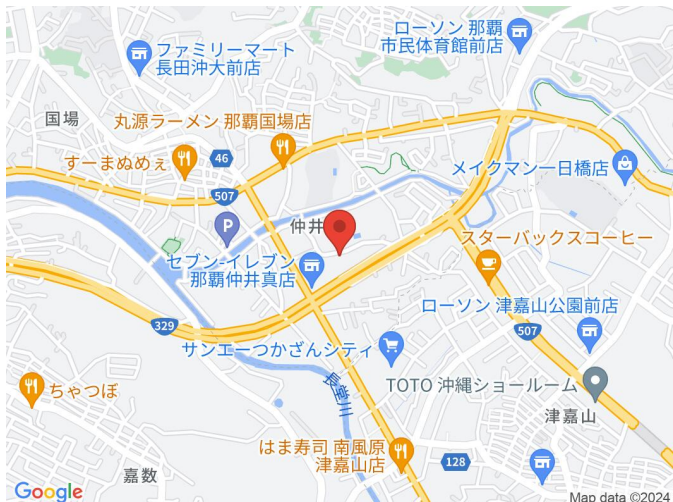 ローソン 那覇
市民体育館前店
ファミリーマート
長田沖大前店
国場
丸源ラーメン 那覇国場店
すーまぬめぇ
46
メイクマン一日橋店
507
P
仲井
スターバックスコーヒー
セブン-イレブン
那覇仲井真店
ローソン 津嘉山公園前店
329
507
サンエーつかざんシティ
長堂川
TOTO 沖縄ショールーム
ちゃつぼ
津嘉山
はま寿司 南風原
津嘉山店
128
嘉数
Google
Map data ©2024